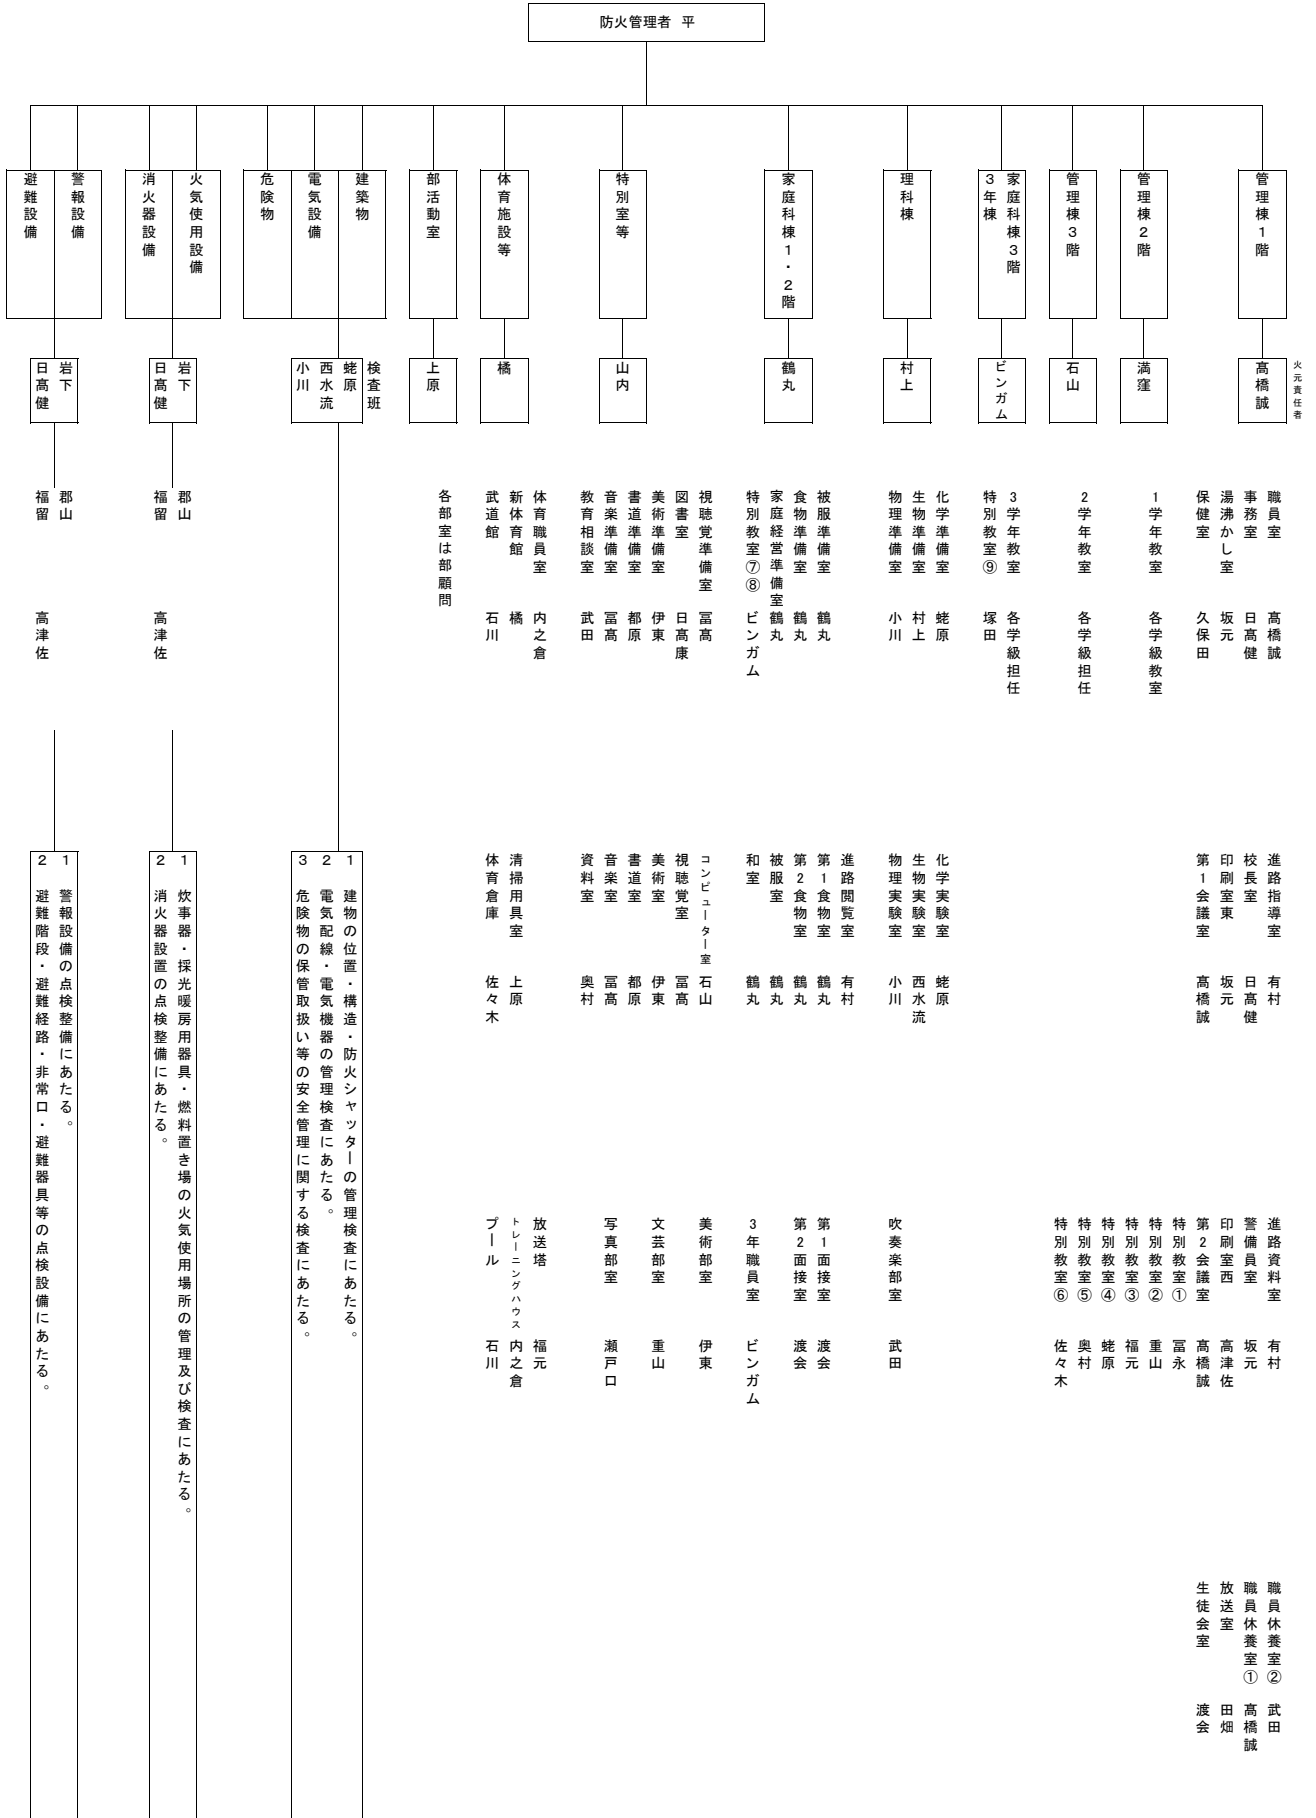 防火管理者 平
管理棟1階
管理棟2階
管理棟3階
家庭科棟3階
3年棟
理科棟
家庭科棟1・2階
特別室等
体育施設等
部活動室
建築物
電気設備
危険物
火気使用設備
消火器設備
警報設備
避難設備
火元責任者
髙橋誠
満窪
石山
ビンガム
村上
鶴丸
山内
橘
上原
検査班
蛯原
西水流
小川
岩下
日髙健
岩下
日髙健
職員室 髙橋誠
事務室 日髙健
湯沸かし室 坂元
保健室 久保田
1学年教室 各学級教室
2学年教室 各学級担任
3学年教室 各学級担任
特別教室⑨ 塚田
化学準備室 蛯原
生物準備室 村上
物理準備室 小川
被服準備室 鶴丸
食物準備室 鶴丸
家庭経営準備室 鶴丸
特別教室⑦⑧ ビンガム
視聴覚準備室 冨髙
図書室 日髙康
美術準備室 伊東
書道準備室 都原
音楽準備室 冨髙
教育相談室 武田
体育職員室 内之倉
新体育館 橘
武道館 石川
各部室は部顧問
郡山
福留 高津佐
郡山
福留 高津佐
進路指導室 有村
校長室 日髙健
印刷室東 坂元
第1会議室 髙橋誠
化学実験室 蛯原
生物実験室 西水流
物理実験室 小川
進路閲覧室 有村
第1食物室 鶴丸
第2食物室 鶴丸
被服室 鶴丸
和室 鶴丸
コンピューター室 石山
視聴覚室 冨髙
美術室 伊東
書道室 都原
音楽室 冨髙
資料室 奥村
清掃用具室 上原
体育倉庫 佐々木
1 建物の位置・構造・防火シャッターの管理検査にあたる。
2 電気配線・電気機器の管理検査にあたる。
3 危険物の保管取扱い等の安全管理に関する検査にあたる。
1 炊事器・採光暖房用器具・燃料置き場の火気使用場所の管理及び検査にあたる。
2 消火器設置の点検整備にあたる。
1 警報設備の点検整備にあたる。
2 避難階段・避難経路・非常口・避難器具等の点検設備にあたる。
進路資料室 有村
警備員室 坂元
印刷室西 高津佐
第2会議室 髙橋誠
特別教室① 冨永
特別教室② 重山
特別教室③ 福元
特別教室④ 蛯原
特別教室⑤ 奥村
特別教室⑥ 佐々木
吹奏楽部室 武田
第1面接室 渡会
第2面接室 渡会
3年職員室 ビンガム
美術部室 伊東
文芸部室 重山
写真部室 瀬戸口
放送塔 福元
トレーニングハウス 内之倉
プール 石川
職員休養室② 武田
職員休養室① 髙橋誠
放送室 田畑
生徒会室 渡会